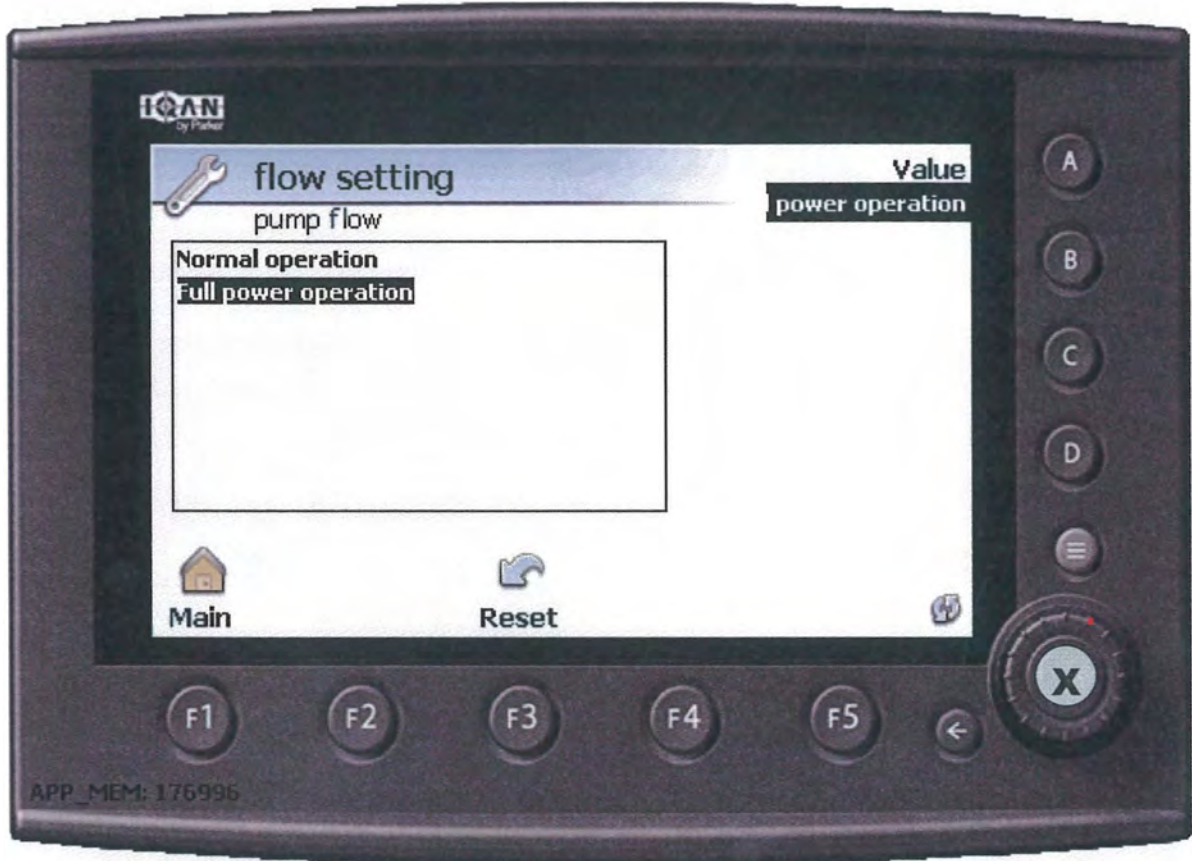 IQAN
by Parker
flow setting
pump flow
Value
power operation
Normal operation
Full power operation
Main
Reset
A
B
C
D
X
F1
F2
F3
F4
F5
APP_MEM: 176996